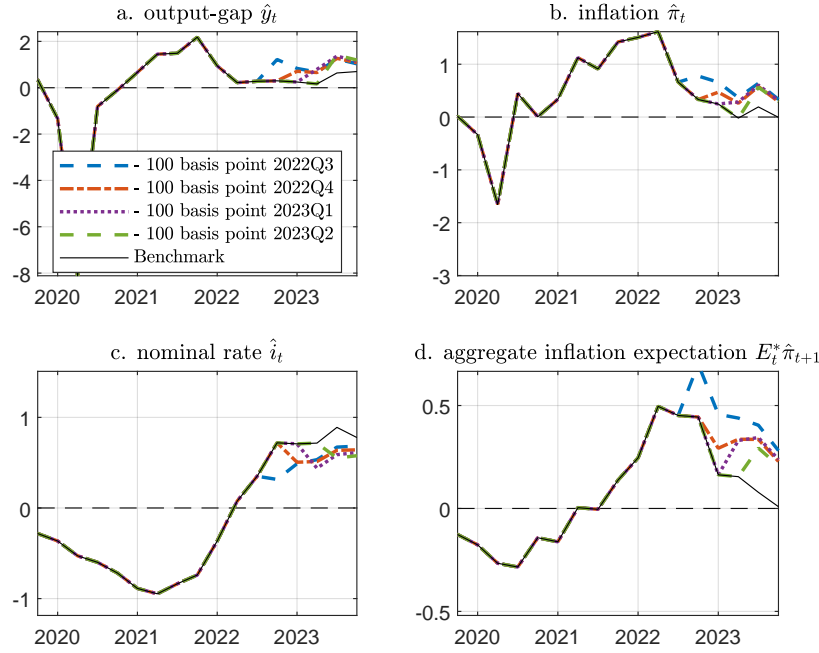 a. output-gap ŷ_t
2
0
-2
-4
-6
-8
- 100 basis point 2022Q3
- 100 basis point 2022Q4
- 100 basis point 2023Q1
- 100 basis point 2023Q2
Benchmark
2020 2021 2022 2023
b. inflation π̂_t
1
0
-1
-2
-3
2020 2021 2022 2023
c. nominal rate î_t
1
0
-1
2020 2021 2022 2023
d. aggregate inflation expectation E*_t π̂_{t+1}
0.5
0
-0.5
2020 2021 2022 2023